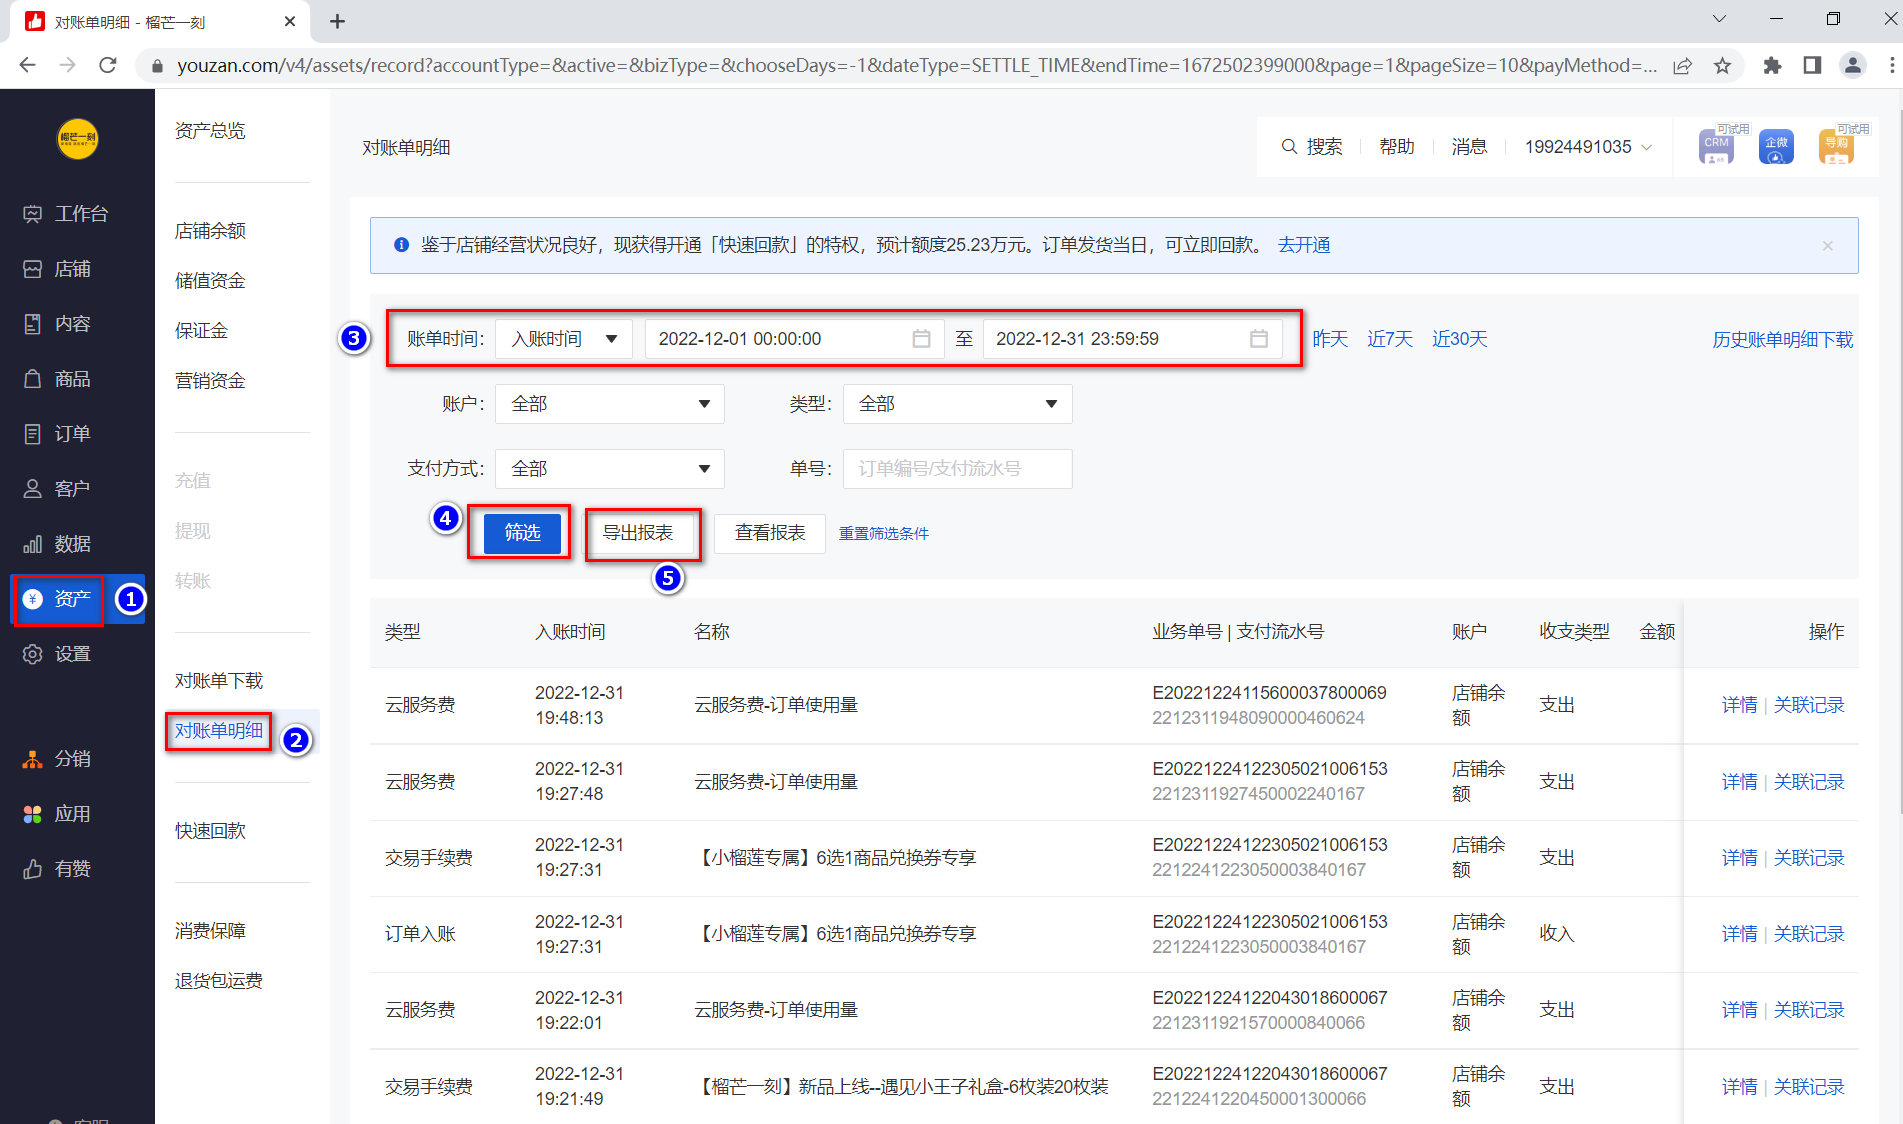 对账单明细 - 榴芒一刻
youzan.com/v4/assets/record?accountType=&active=&bizType=&chooseDays=-1&dateType=SETTLE_TIME&endTime=1672502399000&page=1&pageSize=10&payMethod=...
榴芒一刻
工作台
店铺
内容
商品
订单
客户
数据
¥ 资产
1
设置
分销
应用
有赞
资产总览
店铺余额
储值资金
保证金
营销资金
充值
提现
转账
对账单下载
对账单明细
2
快速回款
消费保障
退货包运费
对账单明细
搜索 帮助 消息 19924491035
可试用 CRM
企微
可试用 导购
鉴于店铺经营状况良好，现获得开通「快速回款」的特权，预计额度25.23万元。订单发货当日，可立即回款。 去开通
3
账单时间： 入账时间 2022-12-01 00:00:00 至 2022-12-31 23:59:59 昨天 近7天 近30天 历史账单明细下载
账户： 全部 类型： 全部
支付方式： 全部 单号： 订单编号/支付流水号
4
筛选 导出报表 查看报表 重置筛选条件
5
类型 入账时间 名称 业务单号 | 支付流水号 账户 收支类型 金额 操作
云服务费 2022-12-31 19:48:13 云服务费-订单使用量 E20221224115600037800069 2212311948090000460624 店铺余额 支出 详情 | 关联记录
云服务费 2022-12-31 19:27:48 云服务费-订单使用量 E20221224122305021006153 2212311927450002240167 店铺余额 支出 详情 | 关联记录
交易手续费 2022-12-31 19:27:31 【小榴莲专属】6选1商品兑换券专享 E20221224122305021006153 2212241223050003840167 店铺余额 支出 详情 | 关联记录
订单入账 2022-12-31 19:27:31 【小榴莲专属】6选1商品兑换券专享 E20221224122305021006153 2212241223050003840167 店铺余额 收入 详情 | 关联记录
云服务费 2022-12-31 19:22:01 云服务费-订单使用量 E20221224122043018600067 2212311921570000840066 店铺余额 支出 详情 | 关联记录
交易手续费 2022-12-31 19:21:49 【榴芒一刻】新品上线--遇见小王子礼盒-6枚装20枚装 E20221224122043018600067 2212241220450001300066 店铺余额 支出 详情 | 关联记录